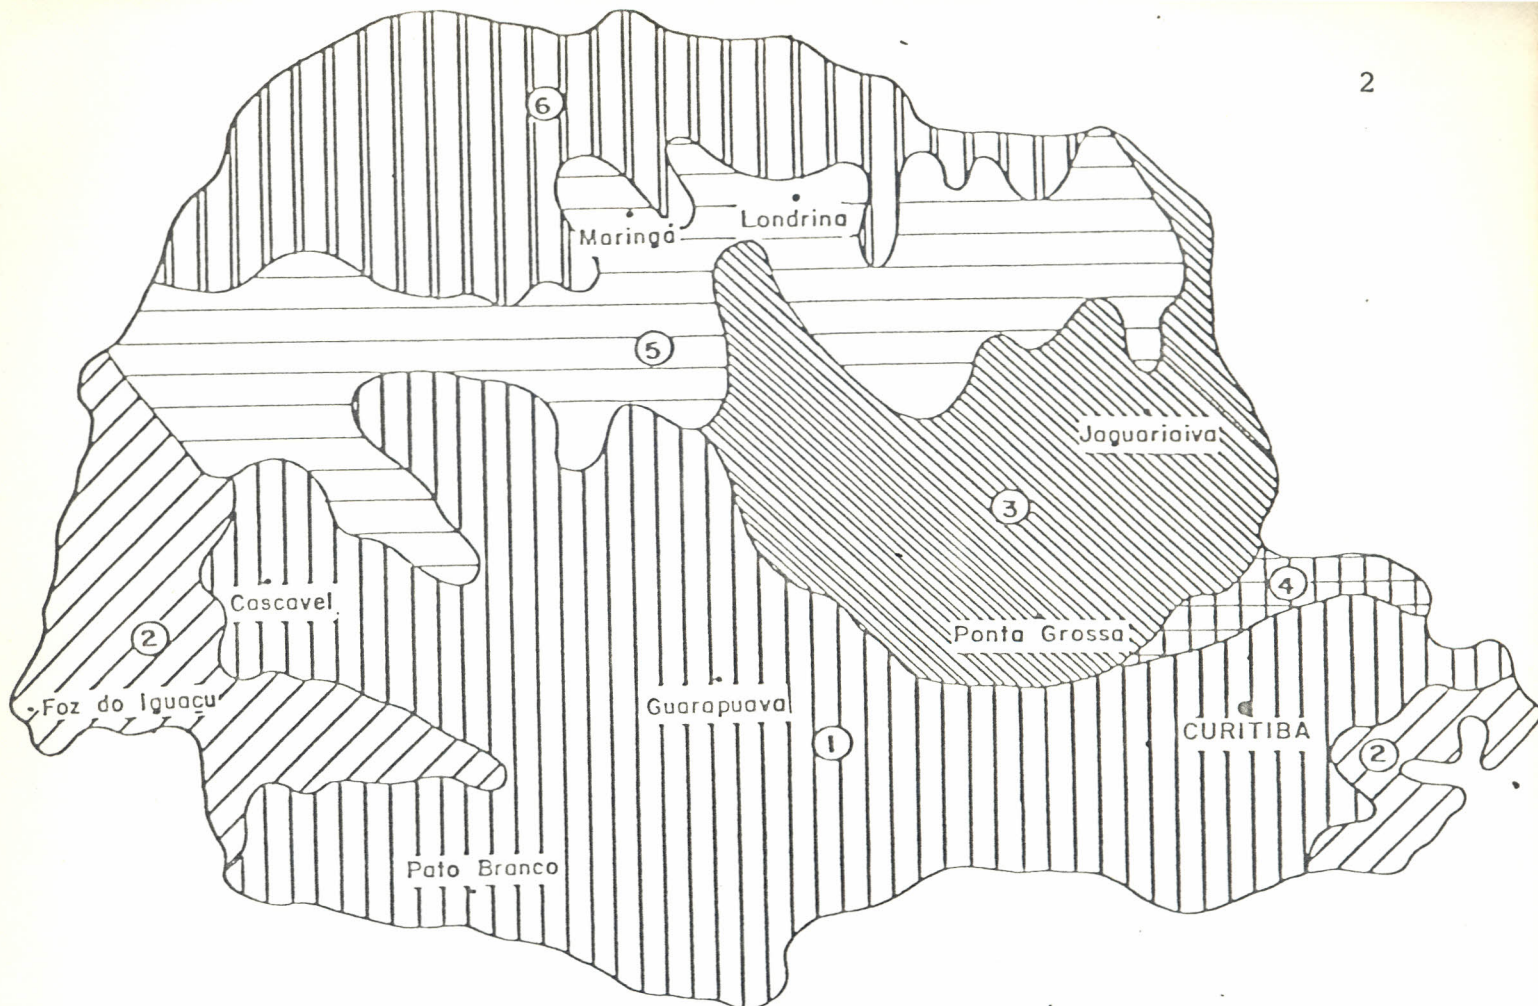 2
6
Maringá
Londrina
5
Jaguariaiva
3
4
Cascavel
2
Ponta Grossa
Foz do Iguaçu
Guarapuava
1
CURITIBA
2
Pato Branco